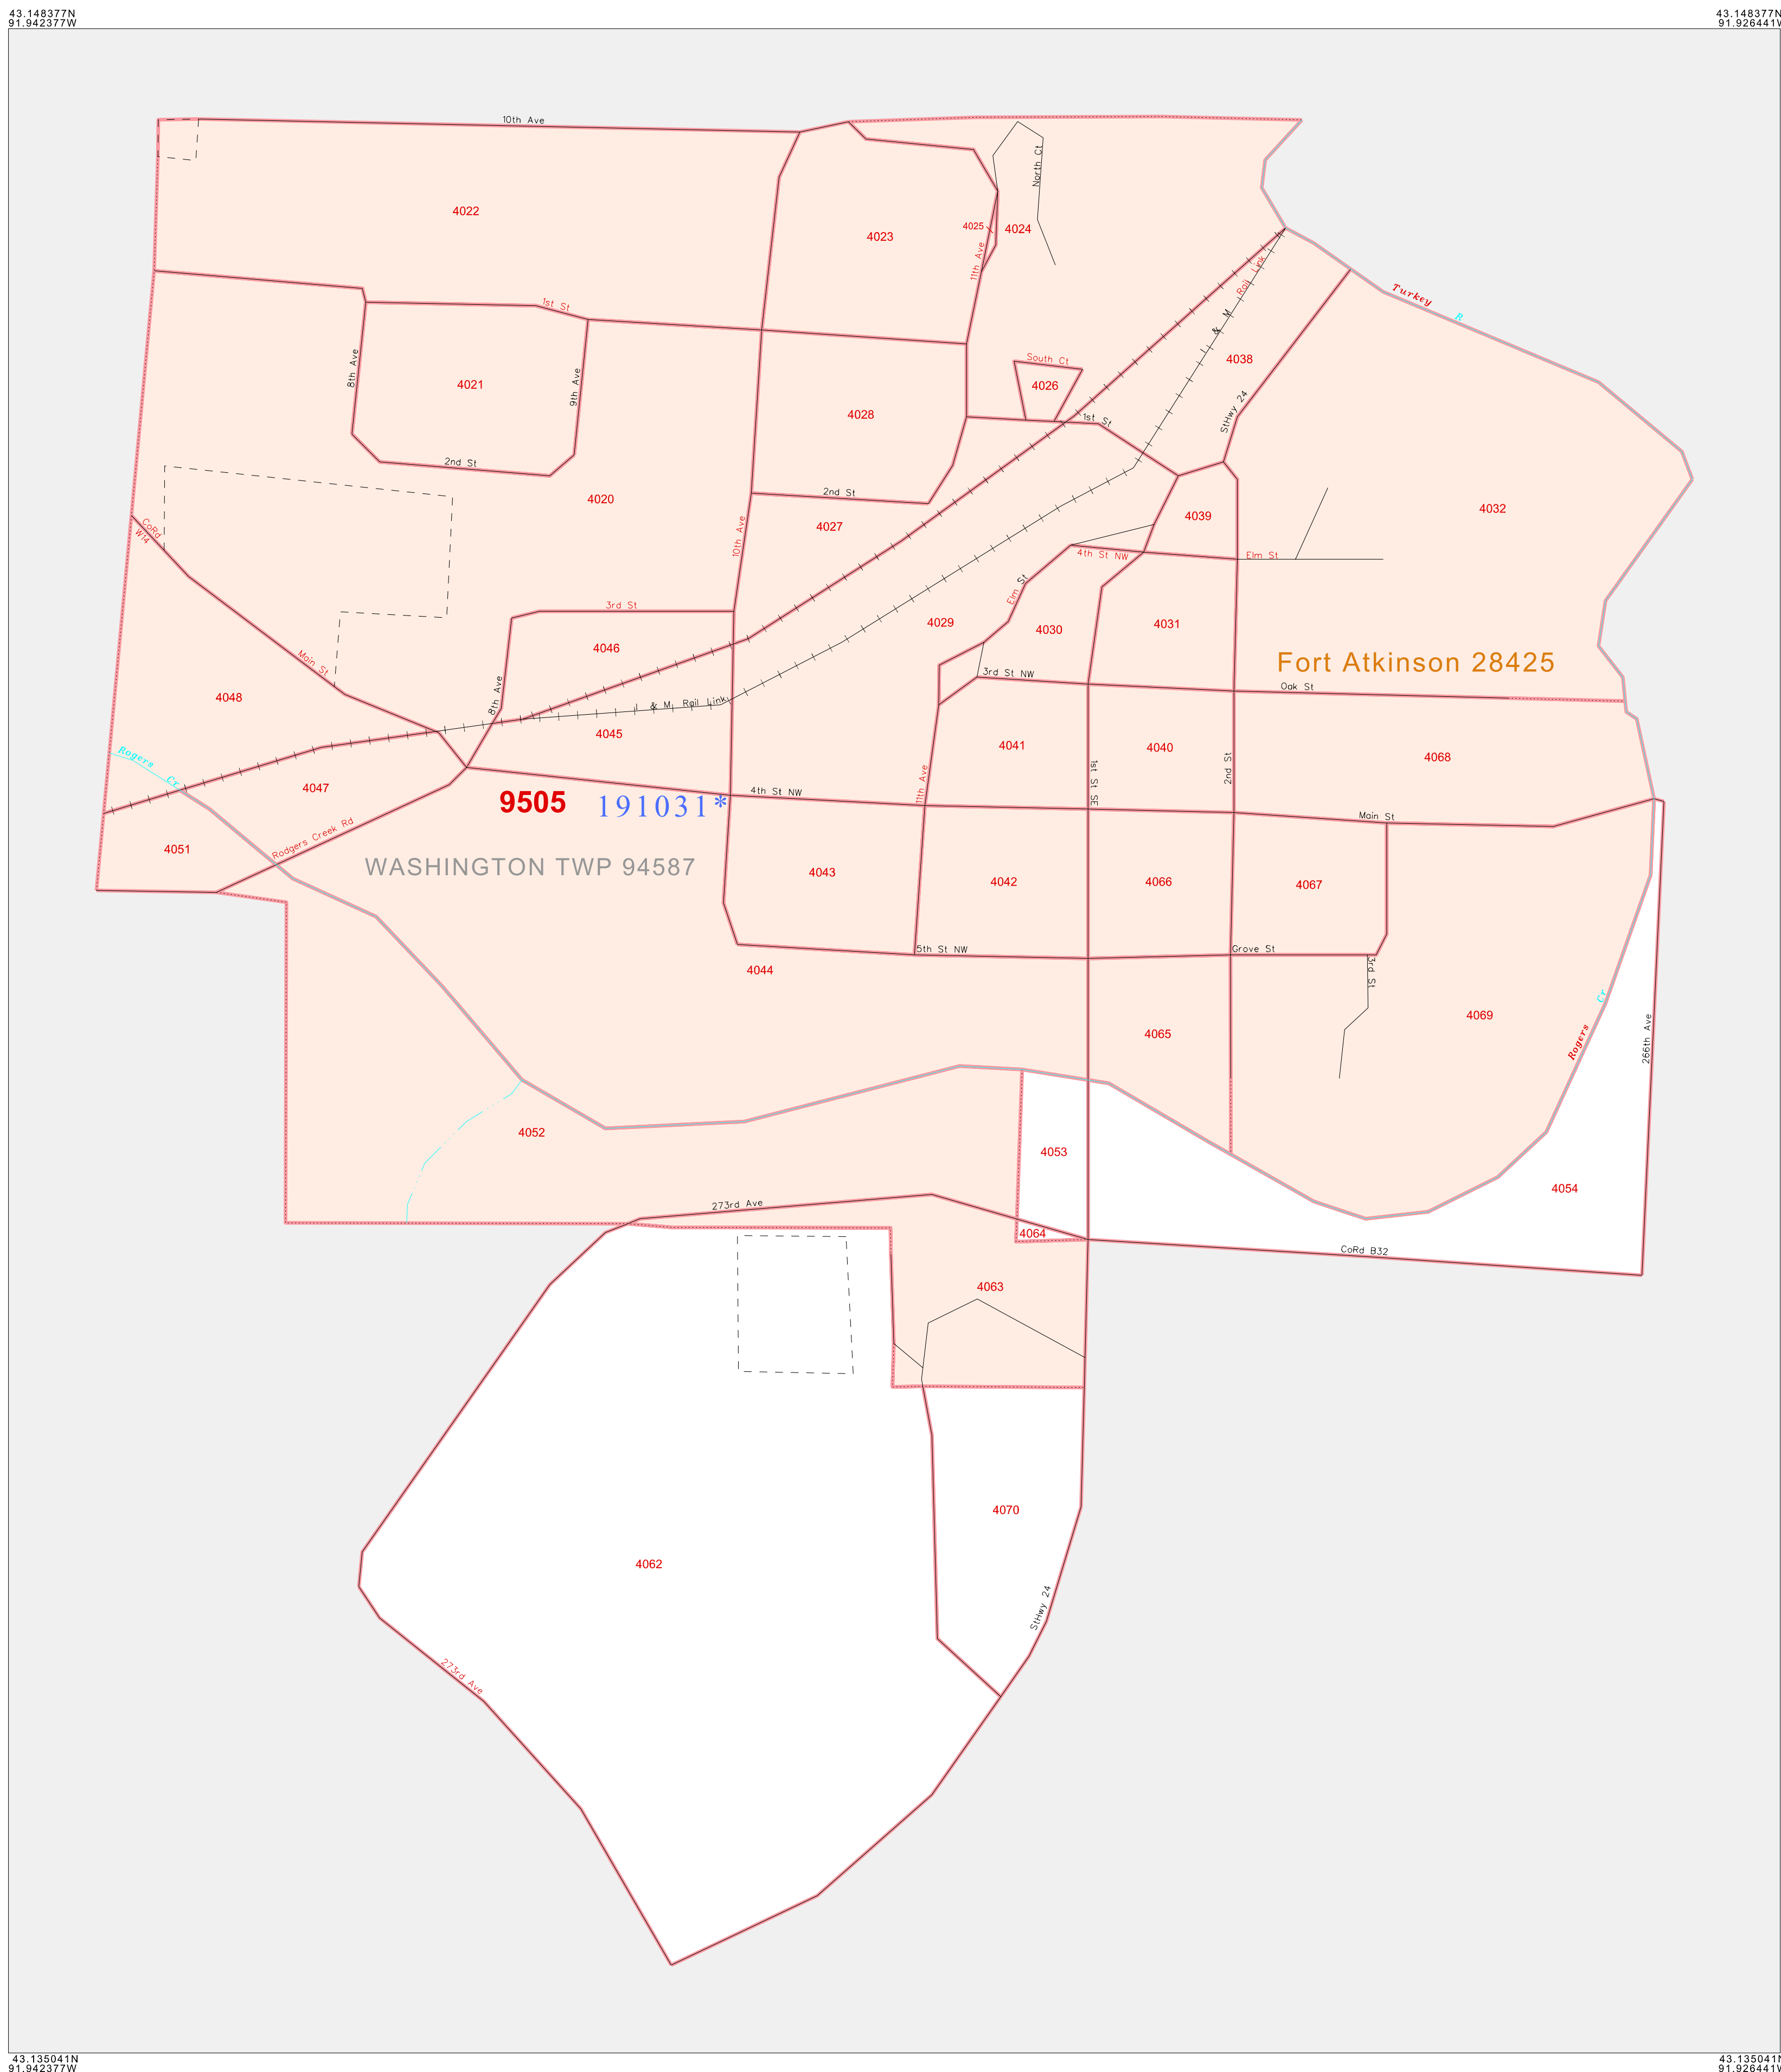 43.148377N
91.942377W
43.148377N
91.926441W
10th Ave
North Ct
4022
4023
4025
4024
11th Ave
Turkey
R
1st St
I & M Rail Link
4038
8th Ave
4021
9th Ave
4028
South Ct
4026
1st St
StHwy 24
2nd St
2nd St
4020
4027
10th Ave
4039
4032
CoRd
W14
4th St NW
Elm St
Elm St
3rd St
4029
4030
4031
4046
Main St
4048
8th Ave
3rd St NW
Oak St
Fort Atkinson 28425
I & M Rail Link
4045
4041
4040
2nd St
4068
Rogers Cr
4047
9505
191031*
4th St NW
11th Ave
1st St SE
Main St
Rodgers Creek Rd
4051
WASHINGTON TWP 94587
4043
4042
4066
4067
5th St NW
Grove St
3rd St
4044
4065
4069
Rogers
Cr
266th Ave
4052
4053
4054
273rd Ave
4064
CoRd B32
4063
4070
4062
StHwy 24
273rd Ave
43.135041N
91.942377W
43.135041N
91.926441W